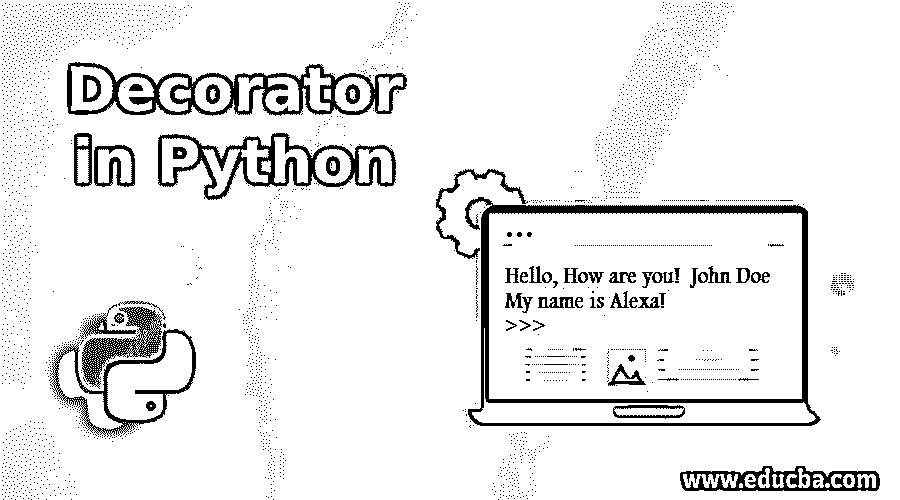 Decorator
in Python
Hello, How are you!  John Doe
My name is Alexa!
>>>
www.educba.com